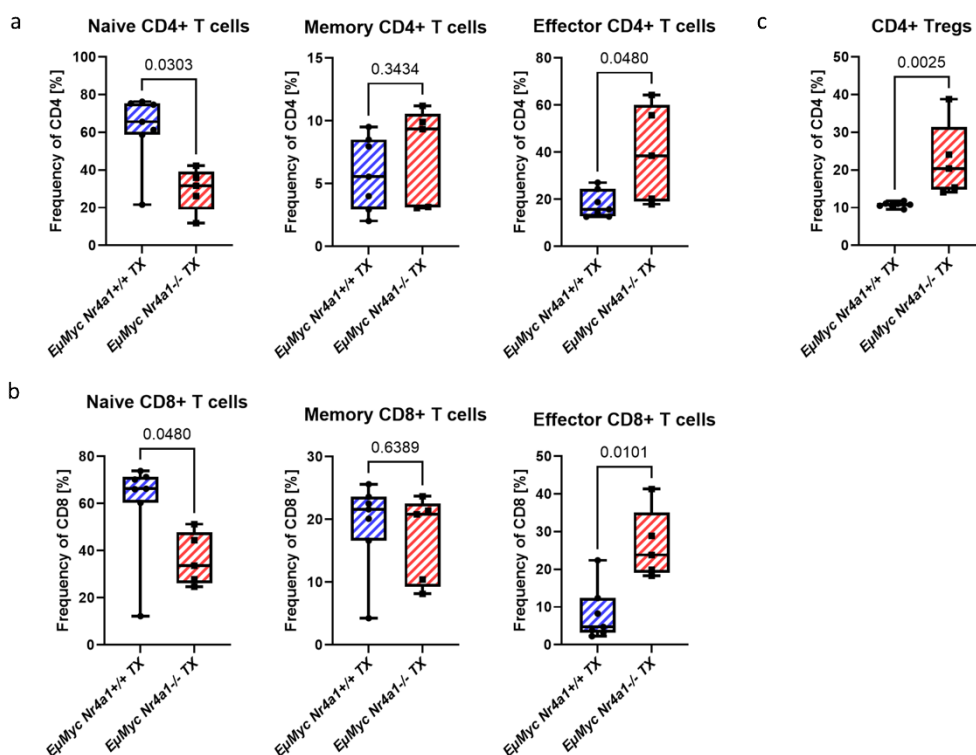 a
Naive CD4+ T cells
0.0303
Frequency of CD4 [%]
100
80
60
40
20
0
EµMyc Nr4a1+/+ TX
EµMyc Nr4a1-/- TX
Memory CD4+ T cells
0.3434
Frequency of CD4 [%]
15
10
5
0
EµMyc Nr4a1+/+ TX
EµMyc Nr4a1-/- TX
Effector CD4+ T cells
0.0480
Frequency of CD4 [%]
80
60
40
20
0
EµMyc Nr4a1+/+ TX
EµMyc Nr4a1-/- TX
c
CD4+ Tregs
0.0025
Frequency of CD4 [%]
50
40
30
20
10
0
EµMyc Nr4a1+/+ TX
EµMyc Nr4a1-/- TX
b
Naive CD8+ T cells
0.0480
Frequency of CD8 [%]
80
60
40
20
0
EµMyc Nr4a1+/+ TX
EµMyc Nr4a1-/- TX
Memory CD8+ T cells
0.6389
Frequency of CD8 [%]
30
20
10
0
EµMyc Nr4a1+/+ TX
EµMyc Nr4a1-/- TX
Effector CD8+ T cells
0.0101
Frequency of CD8 [%]
50
40
30
20
10
0
EµMyc Nr4a1+/+ TX
EµMyc Nr4a1-/- TX